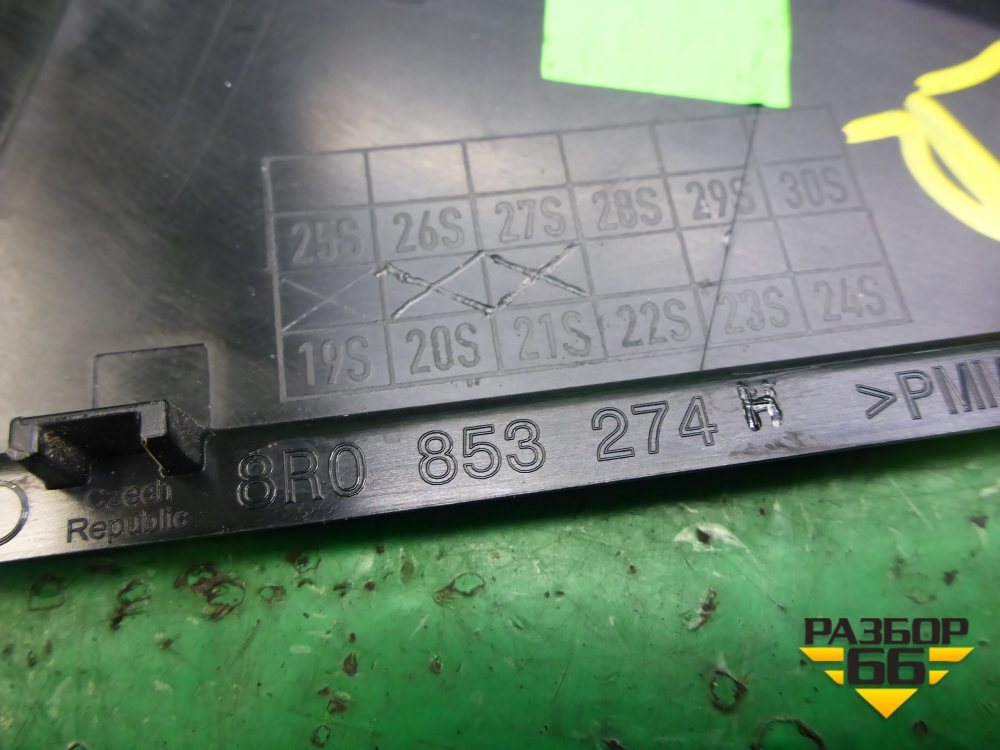 25S 26S 27S 28S 29S 30S
19S 20S 21S 22S 23S 24S
8R0 853 274 H >PMM
Czech
Republic
РАЗБОР
66